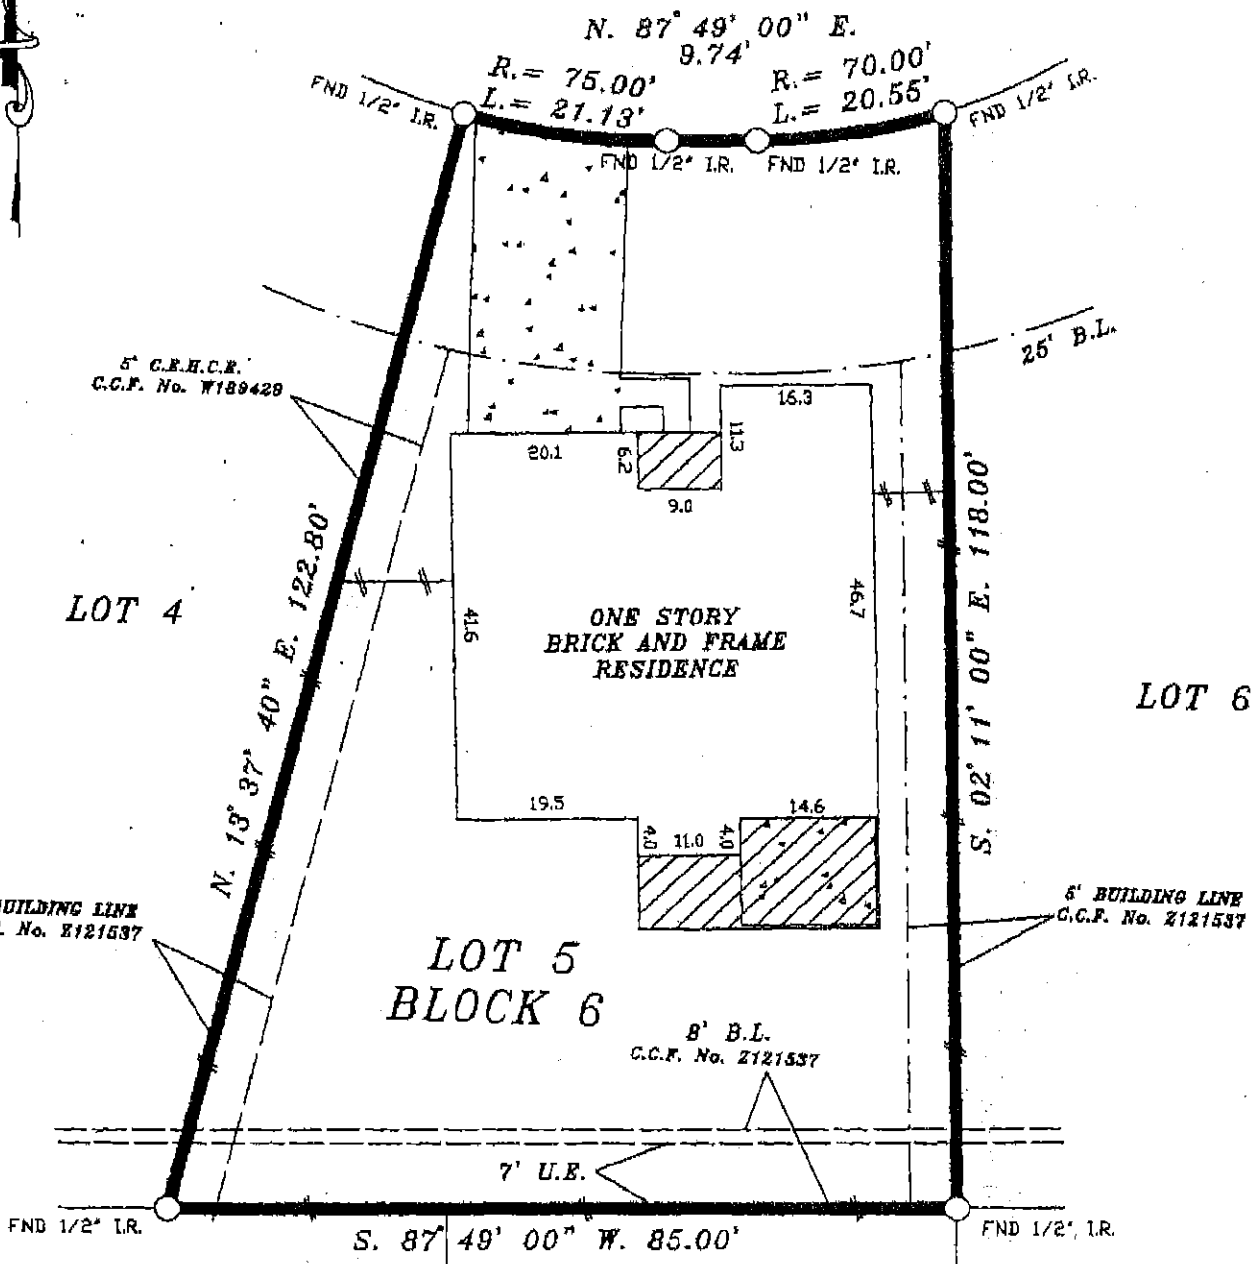 N. 87° 49' 00" E.
9.74'
R.= 75.00'
L.= 21.13'
R.= 70.00'
L.= 20.55'
FND 1/2" I.R.
FND 1/2" I.R.
FND 1/2" I.R.
FND 1/2" I.R.
25' B.L.
C.C.F. No. W189429
16.3
20.1
6.2
11.3
9.0
N. 13° 37' 40" E. 122.80'
S. 02° 11' 00" E. 118.00'
LOT 4
41.6
ONE STORY
BRICK AND FRAME
RESIDENCE
46.7
LOT 6
19.5
4.0
11.0
4.0
14.6
BUILDING LINE
No. Z121537
BUILDING LINE
C.C.F. No. Z121537
LOT 5
BLOCK 6
8' B.L.
C.C.F. No. Z121537
7' U.E.
FND 1/2" I.R.
S. 87° 49' 00" W. 85.00'
FND 1/2" I.R.